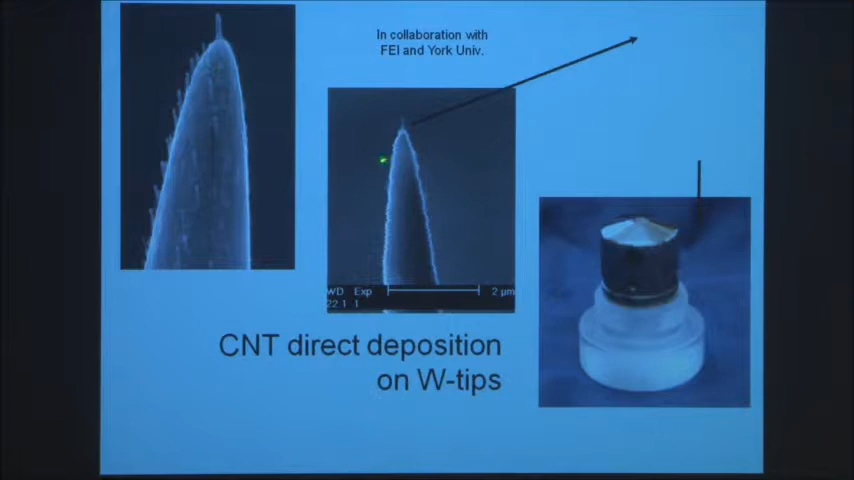 In collaboration with
FEI and York Univ.
WD Exp
2 µm
22.1 1
CNT direct deposition
on W-tips